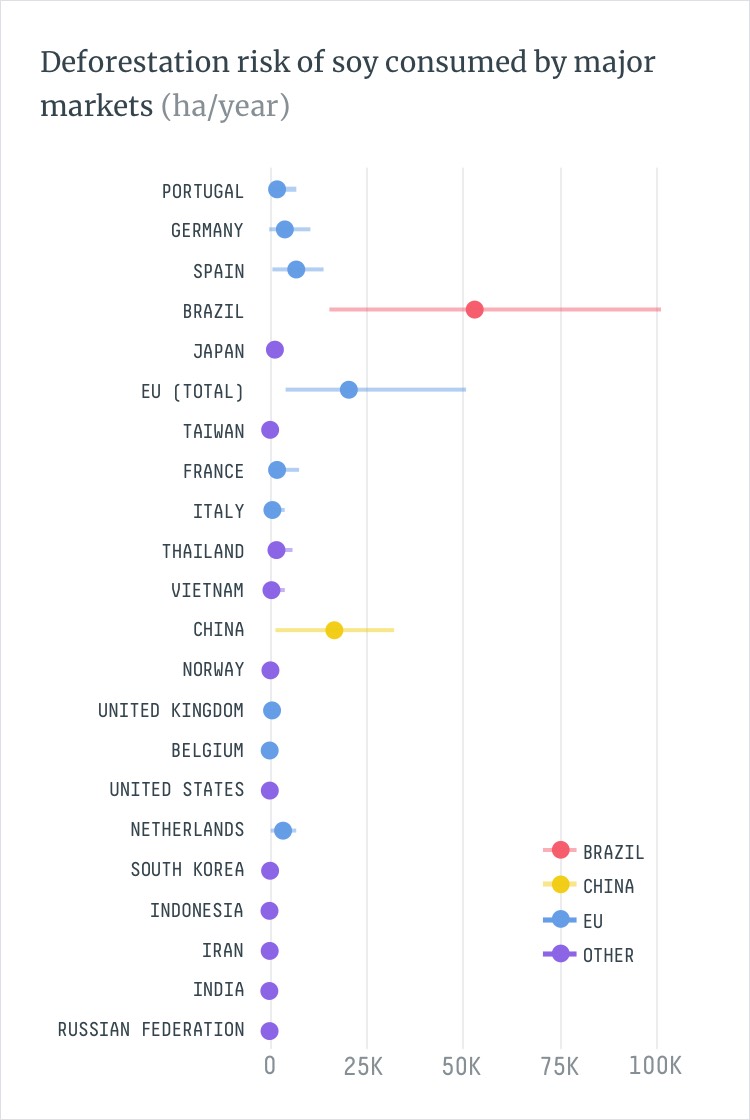 Deforestation risk of soy consumed by major
markets (ha/year)
PORTUGAL
GERMANY
SPAIN
BRAZIL
JAPAN
EU (TOTAL)
TAIWAN
FRANCE
ITALY
THAILAND
VIETNAM
CHINA
NORWAY
UNITED KINGDOM
BELGIUM
UNITED STATES
NETHERLANDS
SOUTH KOREA
INDONESIA
IRAN
INDIA
RUSSIAN FEDERATION
BRAZIL
CHINA
EU
OTHER
0 25K 50K 75K 100K